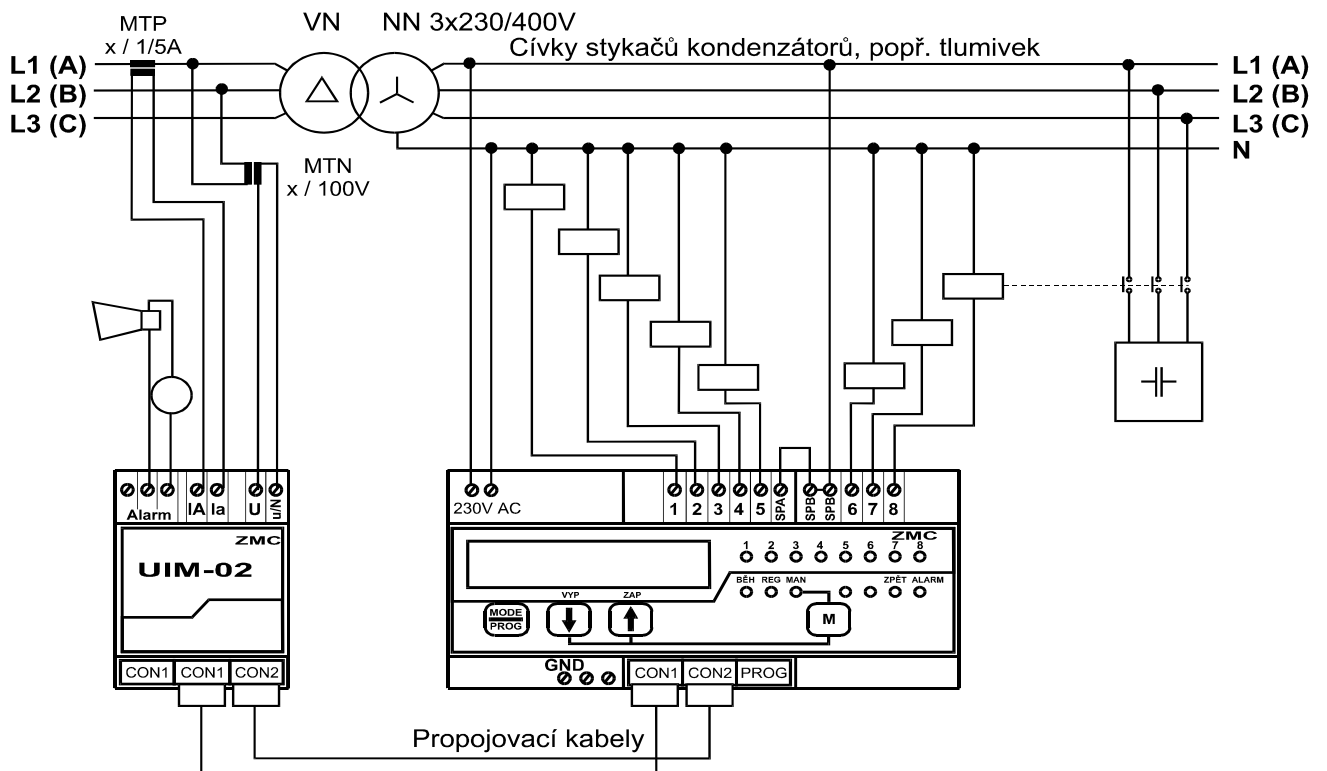 MTP
x / 1/5A
VN
NN 3x230/400V
Cívky stykačů kondenzátorů, popř. tlumivek
L1 (A)
L2 (B)
L3 (C)
L1 (A)
L2 (B)
L3 (C)
N
MTN
x / 100V
Alarm
IA
Ia
U
u/N
ZMC
UIM-02
CON1
CON1
CON2
230V AC
1
2
3
4
5
SPA
SPB
SPB
6
7
8
ZMC
1 2 3 4 5 6 7 8
BĚH REG MAN ZPĚT ALARM
VYP
ZAP
MODE
PROG
M
GND
CON1
CON2
PROG
Propojovací kabely